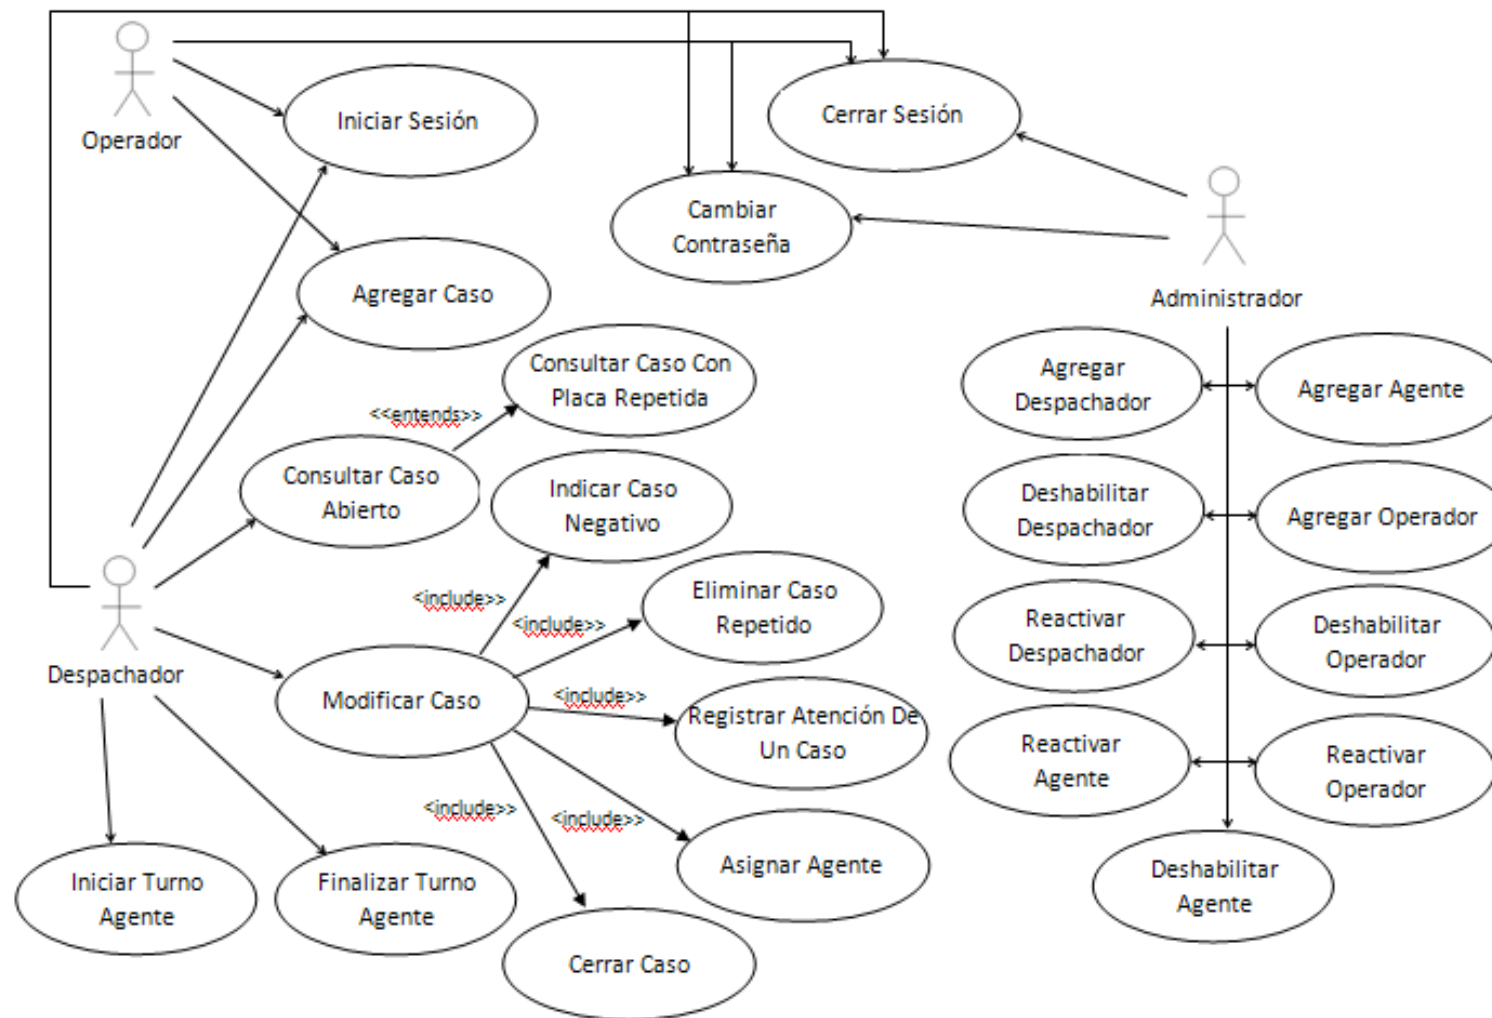 Operador
Iniciar Sesión
Cerrar Sesión
Cambiar
Contraseña
Administrador
Agregar Caso
Consultar Caso Con
Placa Repetida
<<entends>>
Consultar Caso
Abierto
Indicar Caso
Negativo
<include>>
Eliminar Caso
Repetido
<include>>
Despachador
Modificar Caso
<include>>
Registrar Atención De
Un Caso
<include>>
<include>>
Asignar Agente
Iniciar Turno
Agente
Finalizar Turno
Agente
Cerrar Caso
Agregar
Despachador
Agregar Agente
Deshabilitar
Despachador
Agregar Operador
Reactivar
Despachador
Deshabilitar
Operador
Reactivar
Agente
Reactivar
Operador
Deshabilitar
Agente